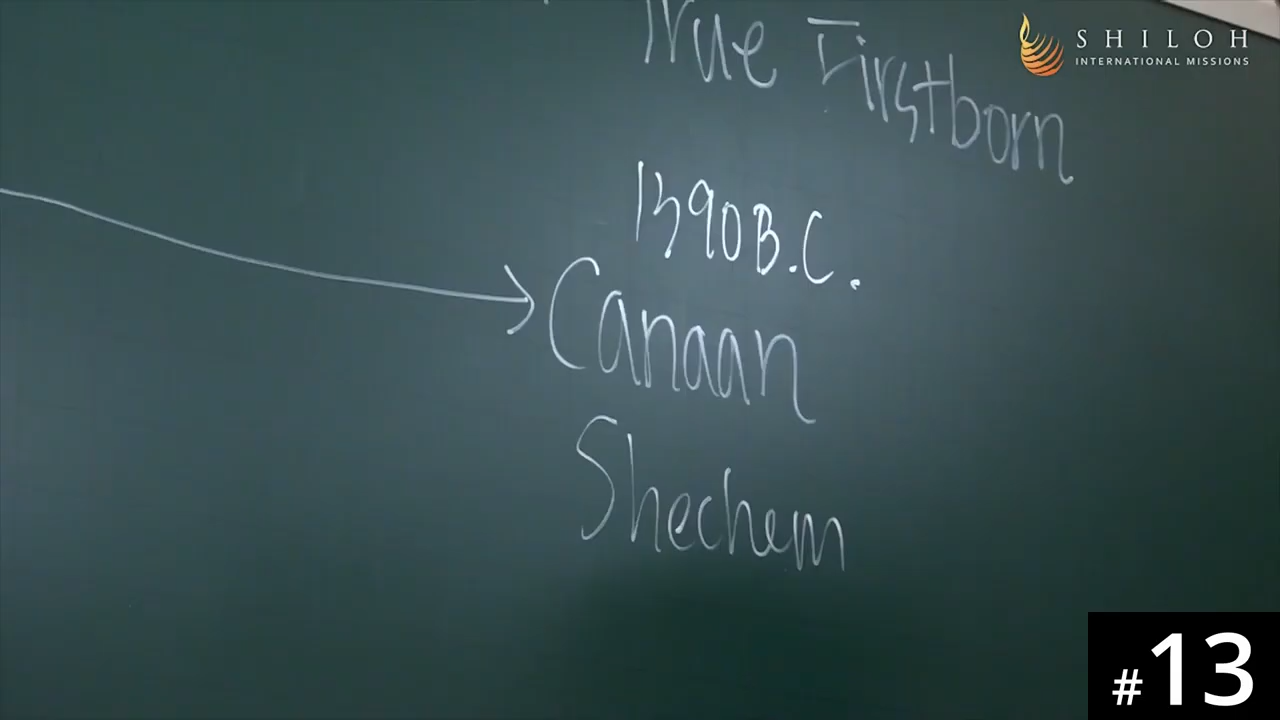 SHILOH
INTERNATIONAL MISSIONS
True Firstborn
1390 B.C.
Canaan
Shechem
#13